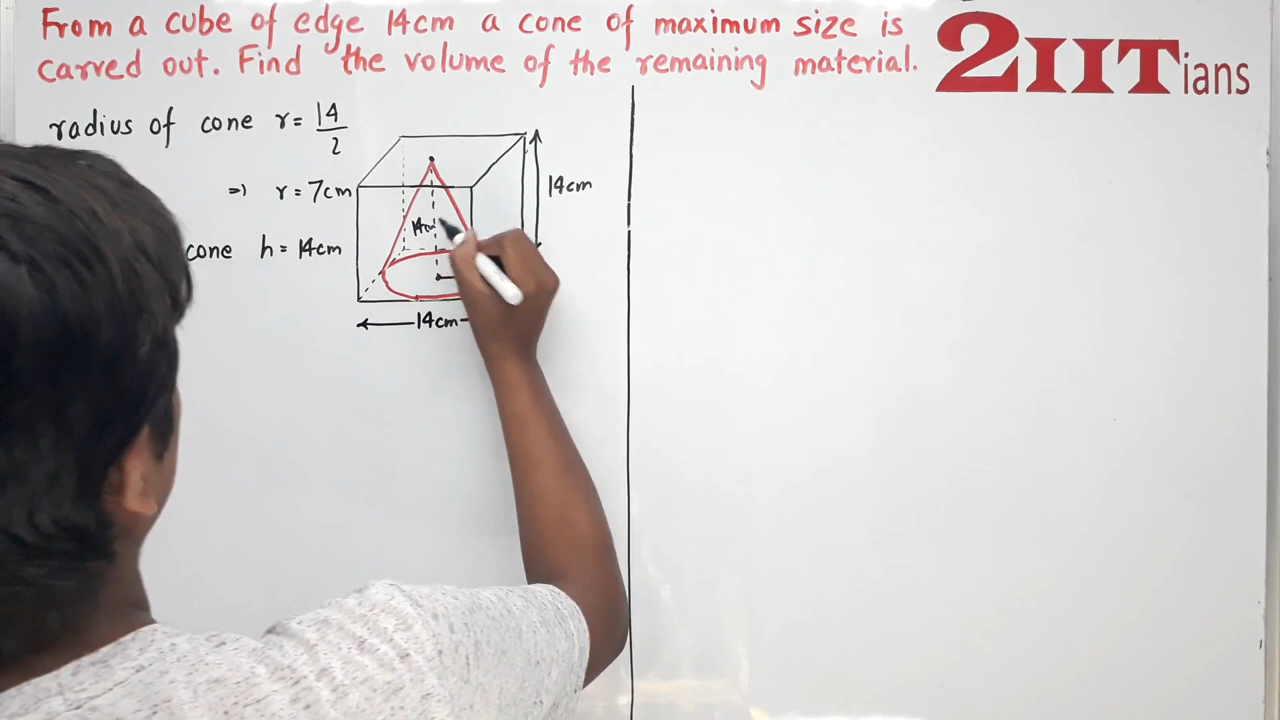 From a cube of edge 14cm a cone of maximum size is
carved out. Find the volume of the remaining material.
2IITians
radius of cone r = 14/2
=) r = 7cm
cone h = 14cm
14cm
14cm
14cm